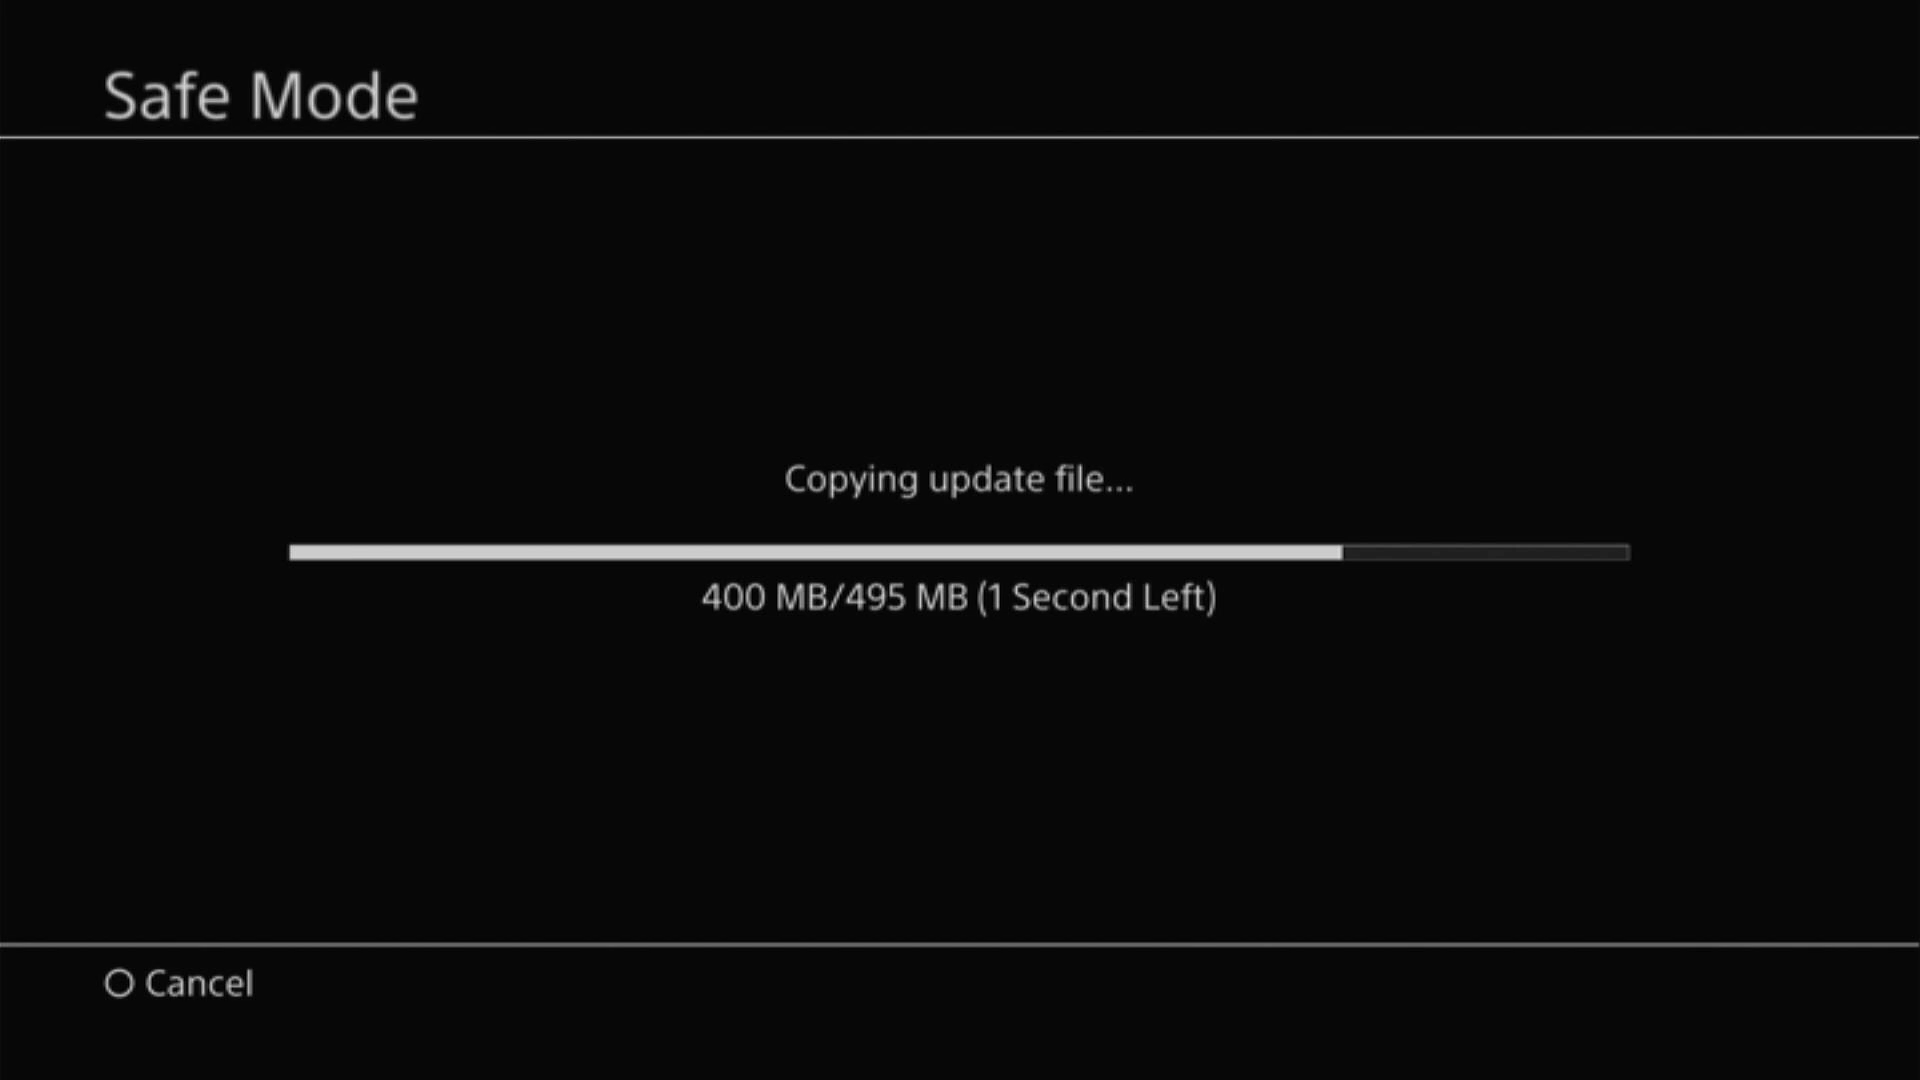 Safe Mode
Copying update file...
400 MB/495 MB (1 Second Left)
Cancel